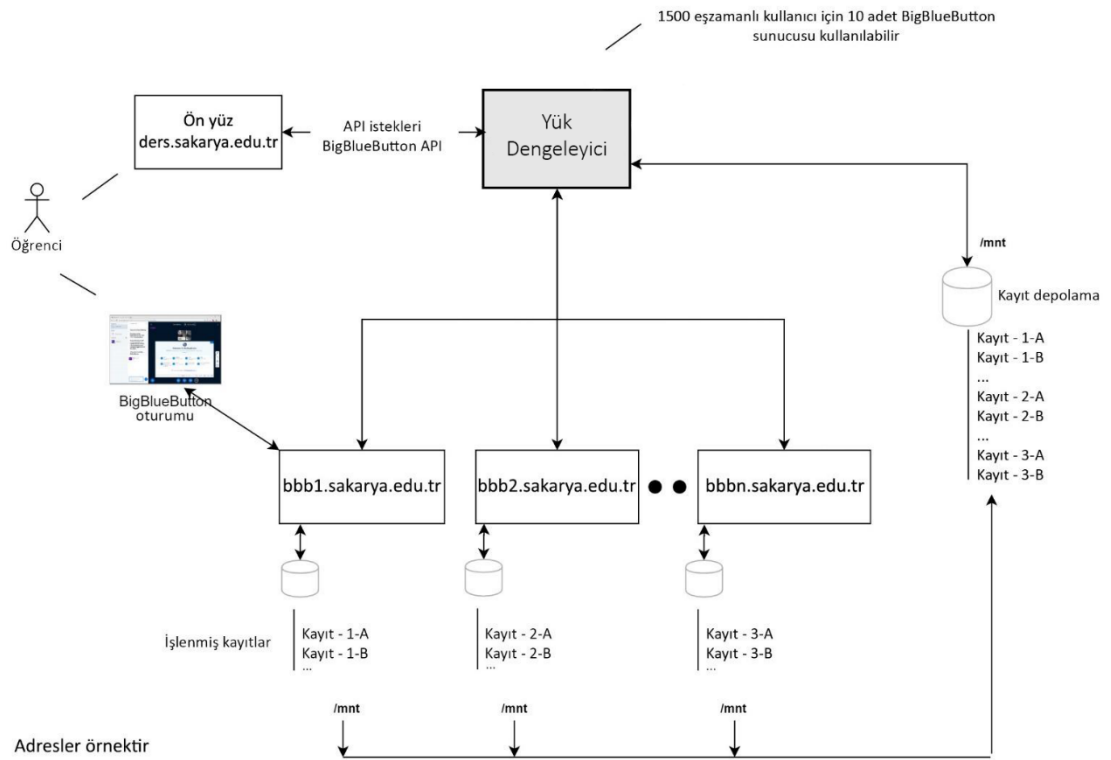 1500 eşzamanlı kullanıcı için 10 adet BigBlueButton
sunucusu kullanılabilir
Ön yüz
ders.sakarya.edu.tr
API istekleri
BigBlueButton API
Yük
Dengeleyici
Öğrenci
/mnt
Kayıt depolama
Kayıt - 1-A
Kayıt - 1-B
...
Kayıt - 2-A
Kayıt - 2-B
...
Kayıt - 3-A
Kayıt - 3-B
BigBlueButton
oturumu
bbb1.sakarya.edu.tr
bbb2.sakarya.edu.tr
bbbn.sakarya.edu.tr
İşlenmiş kayıtlar
Kayıt - 1-A
Kayıt - 1-B
...
Kayıt - 2-A
Kayıt - 2-B
...
Kayıt - 3-A
Kayıt - 3-B
...
/mnt
/mnt
/mnt
Adresler örnektir